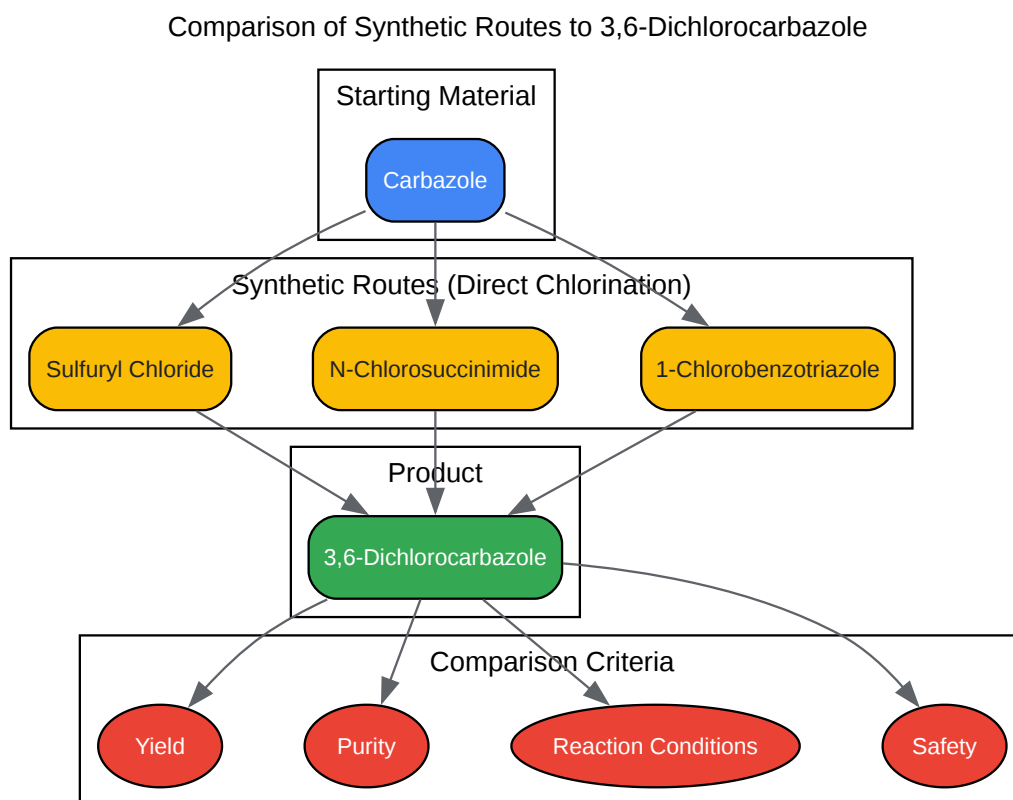 Comparison of Synthetic Routes to 3,6-Dichlorocarbazole
Starting Material
Carbazole
Synthetic Routes (Direct Chlorination)
Sulfuryl Chloride
N-Chlorosuccinimide
1-Chlorobenzotriazole
Product
3,6-Dichlorocarbazole
Comparison Criteria
Yield
Purity
Reaction Conditions
Safety